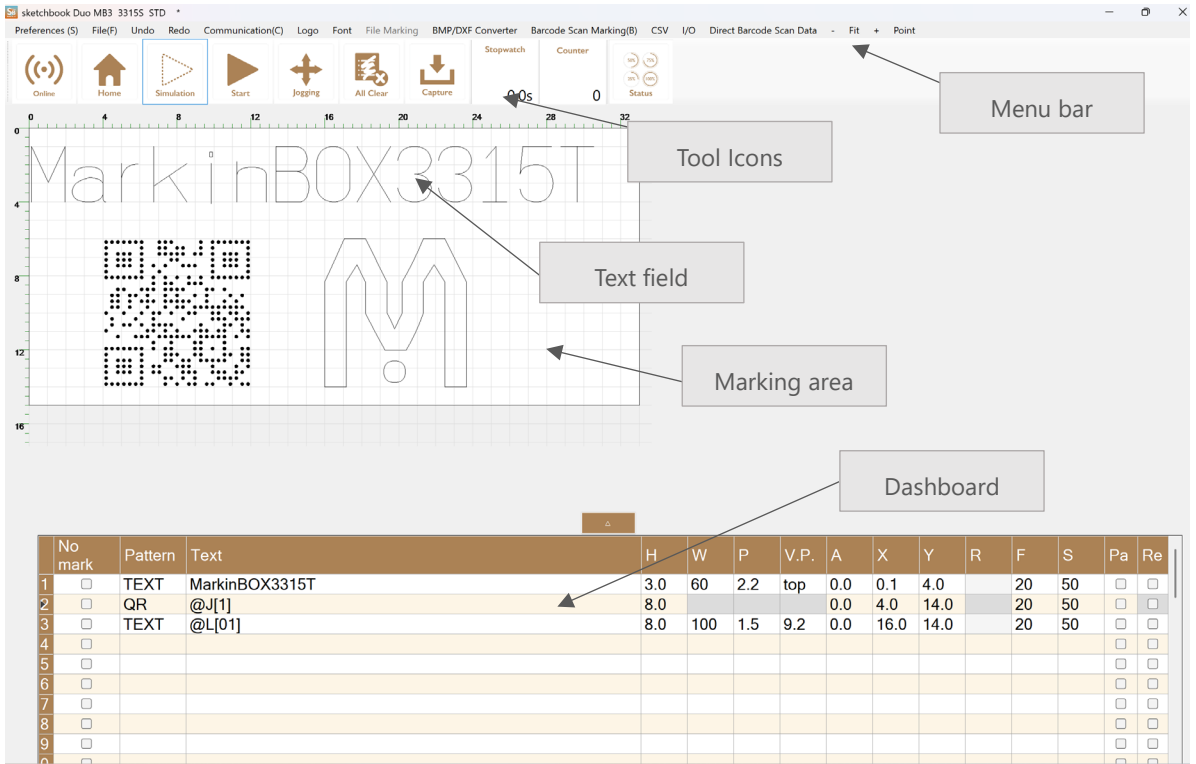 Sii sketchbook Duo MB3 3315S STD *
Preferences (S) File(F) Undo Redo Communication(C) Logo Font File Marking BMP/DXF Converter Barcode Scan Marking(B) CSV I/O Direct Barcode Scan Data - Fit + Point
Online Home Simulation Start Jogging All Clear Capture Stopwatch 0.0s Counter 0 Status
Menu bar
Tool Icons
0 4 8 12 16 20 24 28 32
0
4
8
12
16
MarkinBOX3315T
Text field
Marking area
Dashboard
No mark Pattern Text H W P V.P. A X Y R F S Pa Re
1 TEXT MarkinBOX3315T 3.0 60 2.2 top 0.0 0.1 4.0 20 50
2 QR @J[1] 8.0 0.0 4.0 14.0 20 50
3 TEXT @L[01] 8.0 100 1.5 9.2 0.0 16.0 14.0 20 50
4
5
6
7
8
9